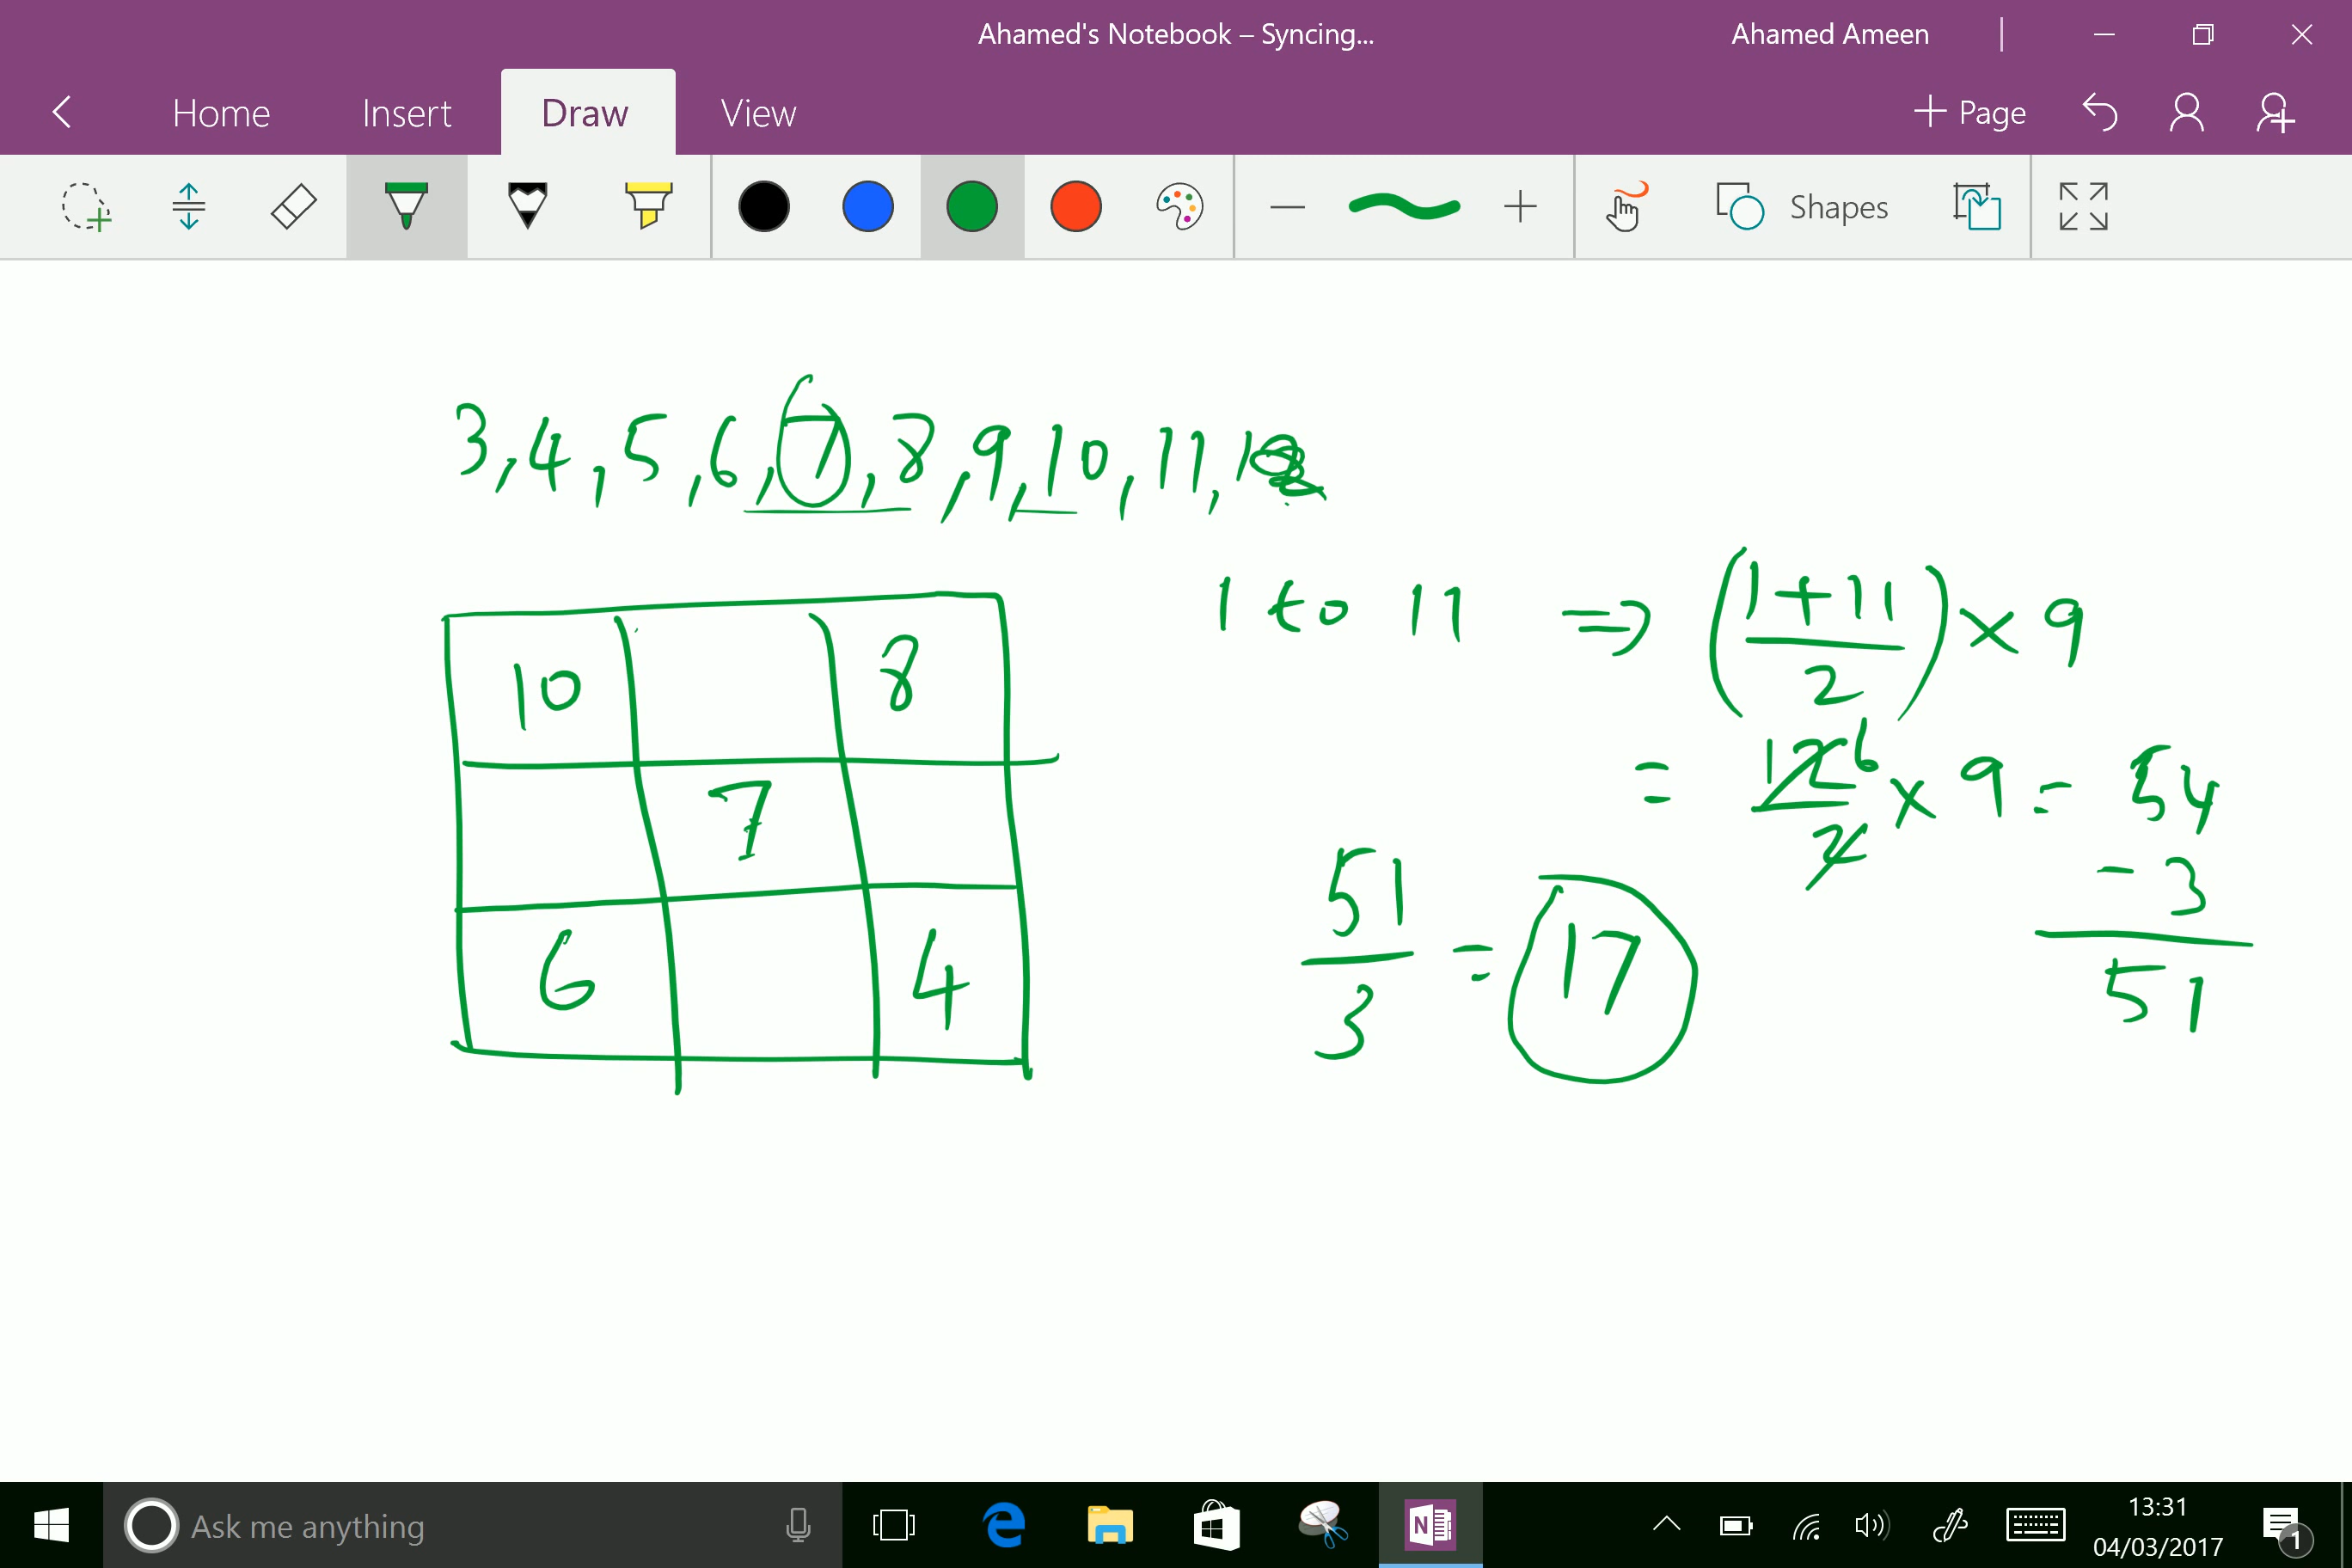 Ahamed's Notebook – Syncing...
Ahamed Ameen
Home Insert Draw View
+ Page
Shapes
3, 4, 5, 6, 7, 8, 9, 10, 11,
1 to 11 ⇒ (1+11/2) × 9
10 8
= 12/2 6 × 9 = 54
7
- 3
51/3 = 17
51
6 4
Ask me anything
N
13:31
04/03/2017
1